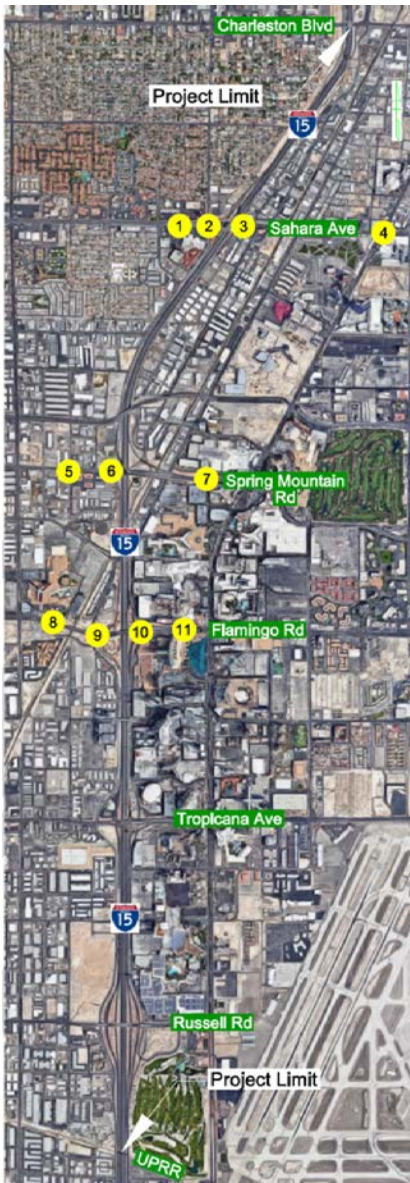 Charleston Blvd
Project Limit
15
1 2 3 Sahara Ave 4
5 6 7 Spring Mountain
Rd
15
8 9 10 11 Flamingo Rd
Tropicana Ave
15
Russell Rd
Project Limit
UPRR